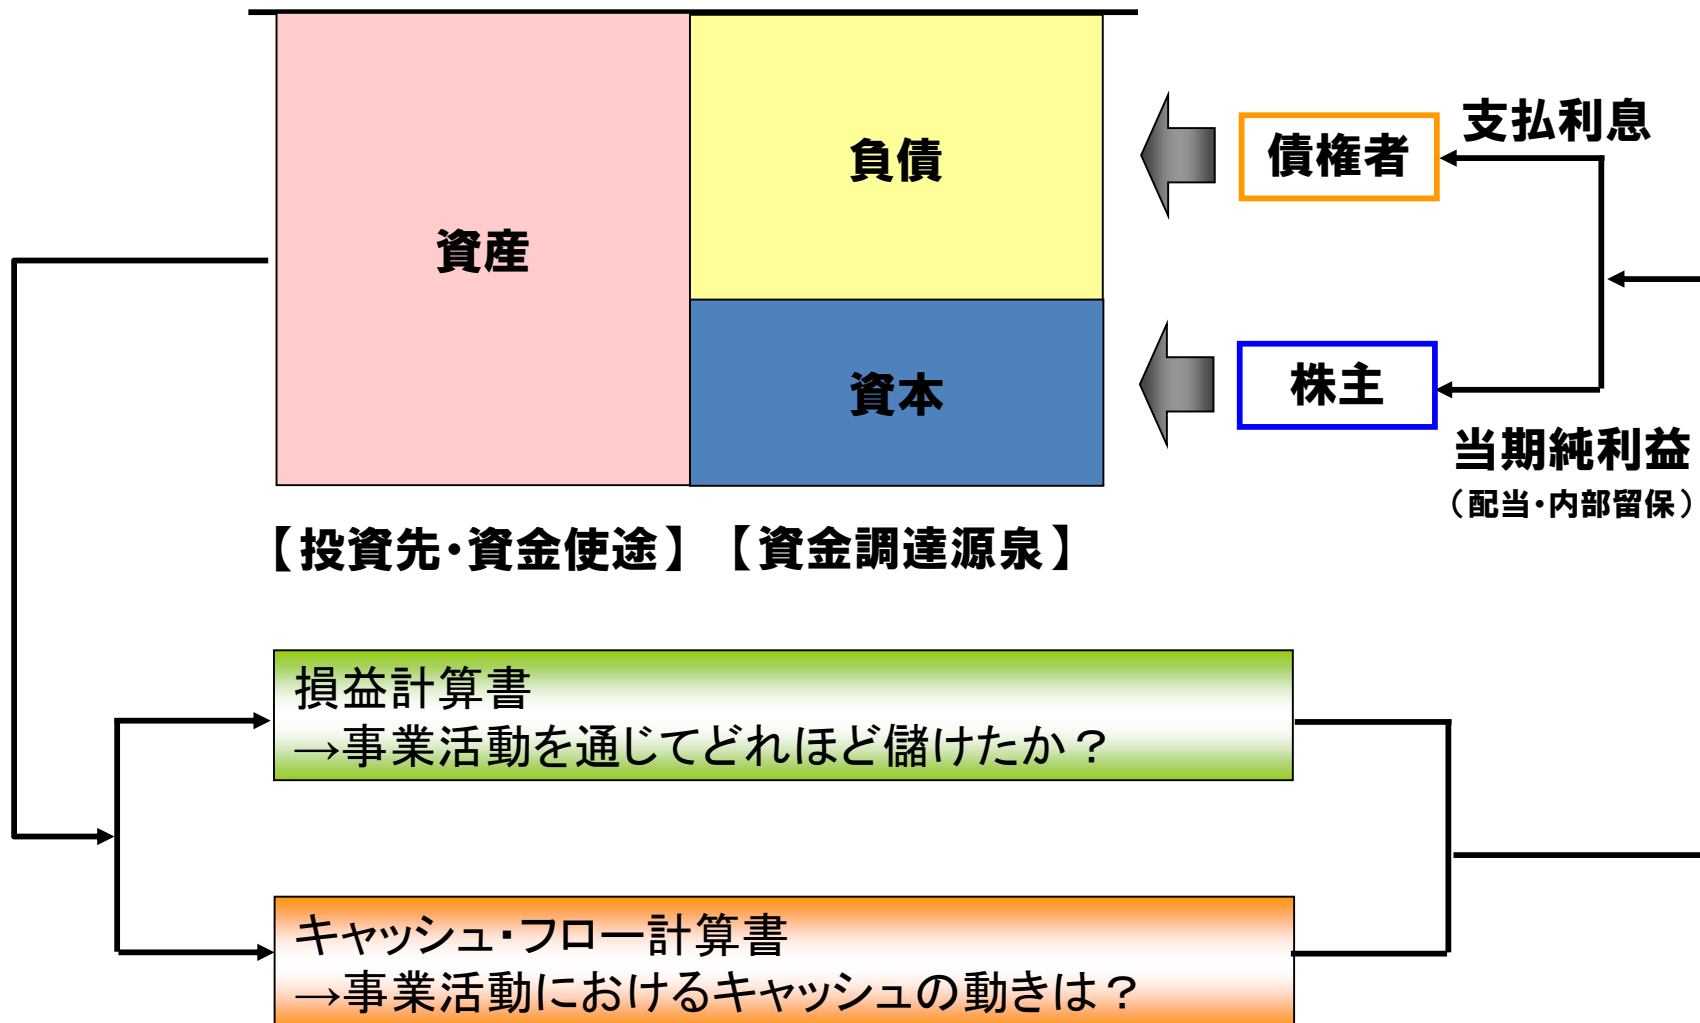 資産
負債
資本
債権者
支払利息
株主
当期純利益
（配当・内部留保）
【投資先・資金使途】 【資金調達源泉】
損益計算書
→事業活動を通じてどれほど儲けたか？
キャッシュ・フロー計算書
→事業活動におけるキャッシュの動きは？